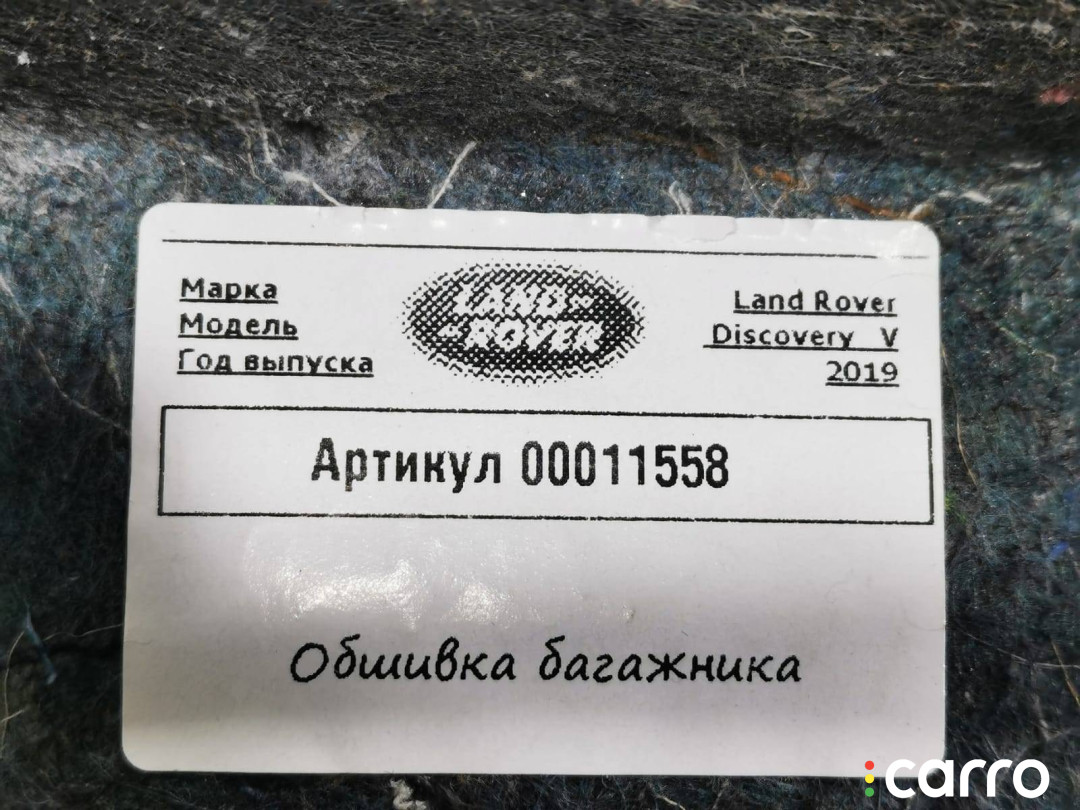 Марка
Модель
Год выпуска
LAND-
-ROVER
Land Rover
Discovery V
2019
Артикул 00011558
Обшивка багажника
carro